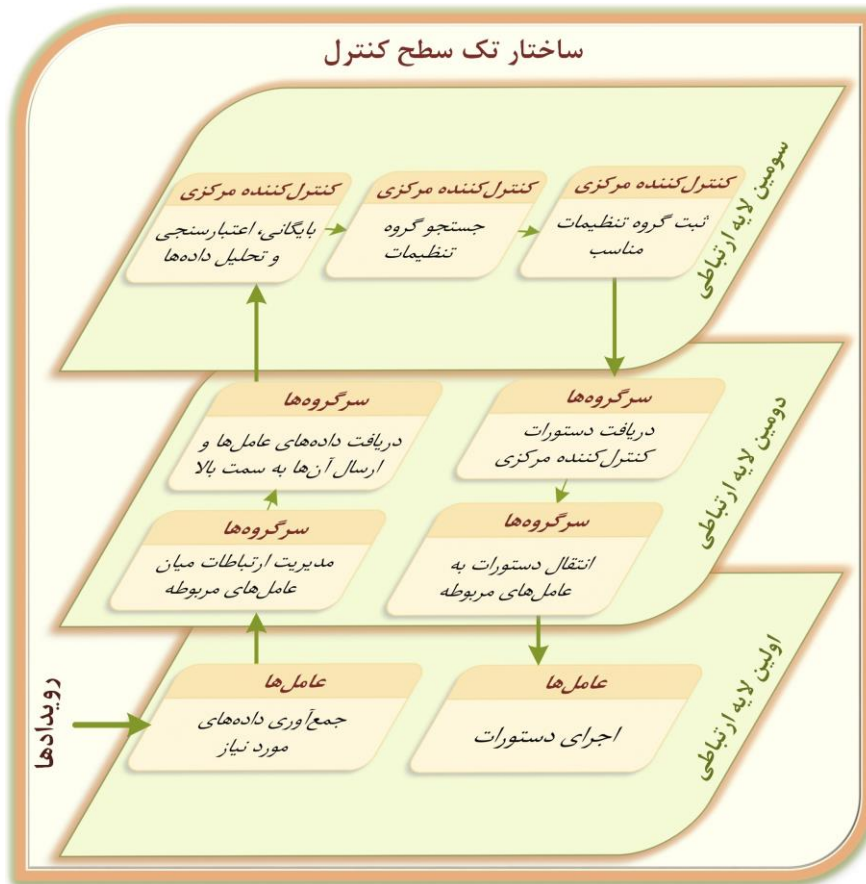 ساختار تک سطح کنترل
سومین لایه ارتباطی
کنترل‌کننده مرکزی
ثبت گروه تنظیمات
مناسب
کنترل‌کننده مرکزی
جستجو گروه
تنظیمات
کنترل‌کننده مرکزی
بایگانی، اعتبارسنجی
و تحلیل داده‌ها
دومین لایه ارتباطی
سرگروه‌ها
دریافت دستورات
کنترل‌کننده مرکزی
سرگروه‌ها
دریافت داده‌های عامل‌ها و
ارسال آن‌ها به سمت بالا
سرگروه‌ها
انتقال دستورات به
عامل‌های مربوطه
سرگروه‌ها
مدیریت ارتباطات میان
عامل‌های مربوطه
اولین لایه ارتباطی
عامل‌ها
اجرای دستورات
عامل‌ها
جمع‌آوری داده‌های
مورد نیاز
رویدادها